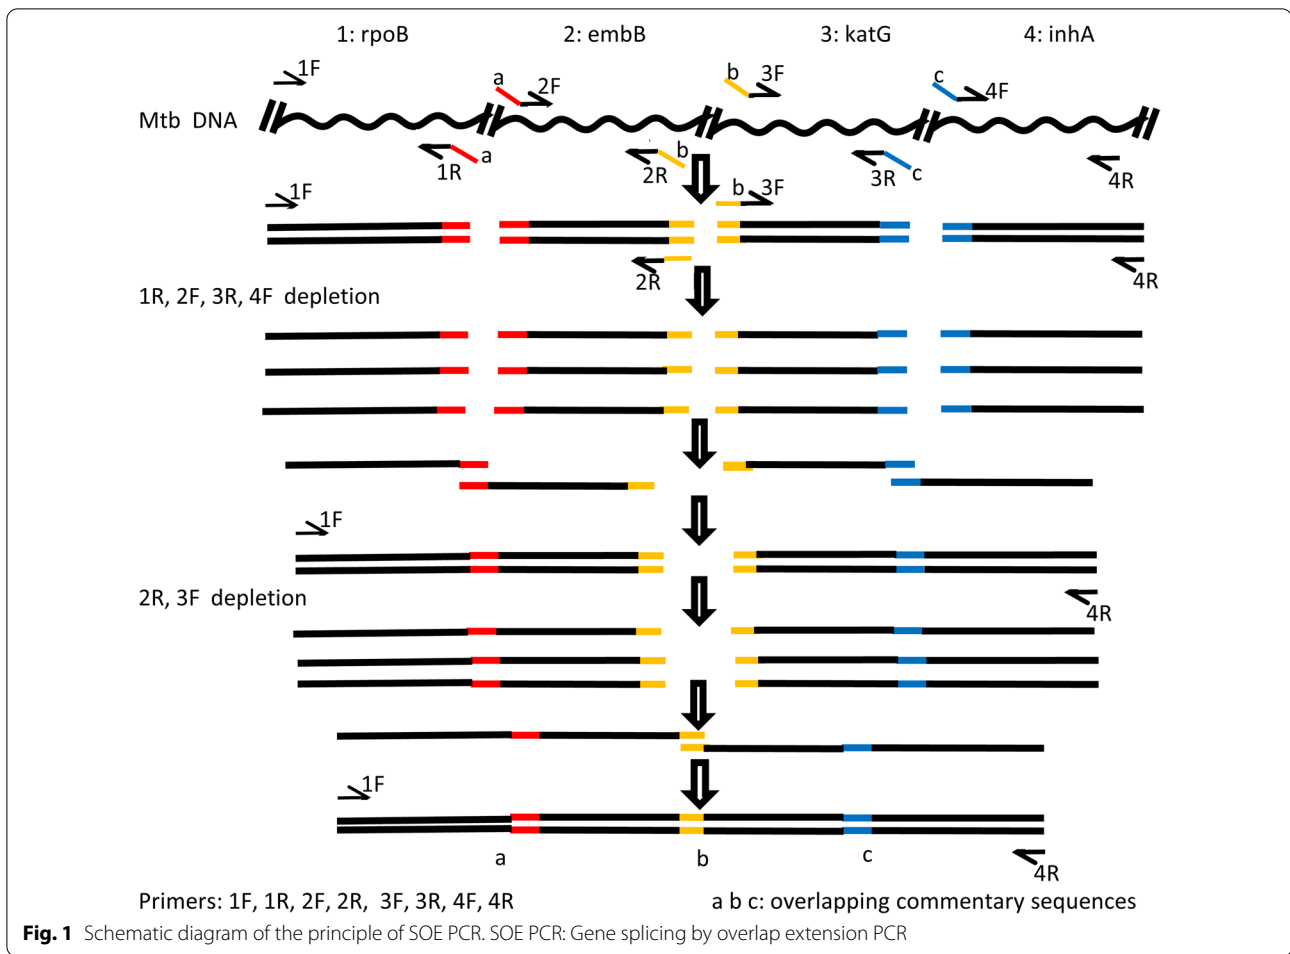 1: rpoB 2: embB 3: katG 4: inhA
1F a 2F b 3F c 4F
Mtb DNA
1R a 2R b 3R c 4R
1F b 3F
2R 4R
1R, 2F, 3R, 4F depletion
1F
2R, 3F depletion
4R
1F
a b c 4R
Primers: 1F, 1R, 2F, 2R, 3F, 3R, 4F, 4R a b c: overlapping commentary sequences
Fig. 1 Schematic diagram of the principle of SOE PCR. SOE PCR: Gene splicing by overlap extension PCR